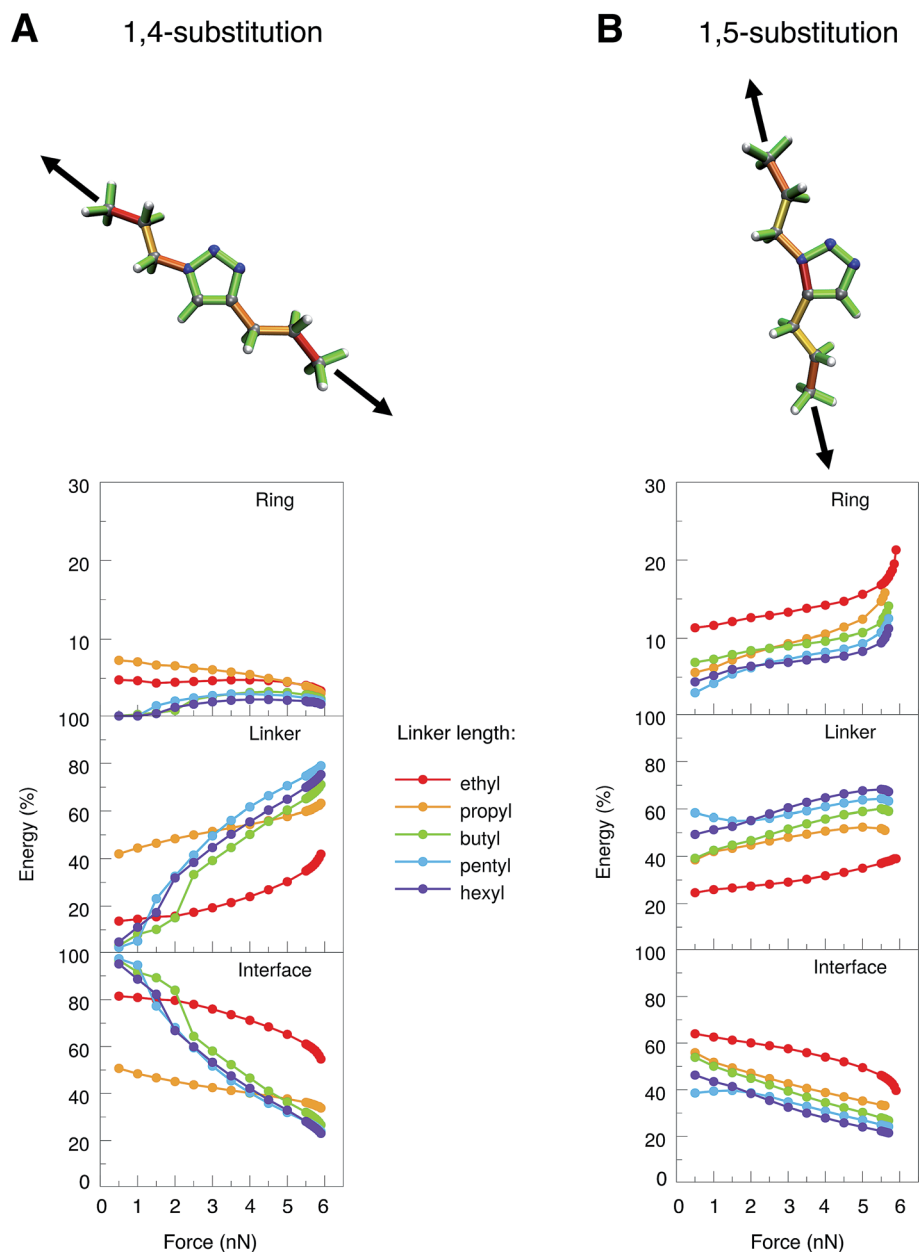 A 1,4-substitution
B 1,5-substitution
30
Ring
20
10
100
Linker
80
60
40
20
100
Interface
80
60
40
20
0
0 1 2 3 4 5 6
Force (nN)
Energy (%)
Linker length:
ethyl
propyl
butyl
pentyl
hexyl
30
Ring
20
10
100
Linker
80
60
40
20
100
Interface
80
60
40
20
0
0 1 2 3 4 5 6
Force (nN)
Energy (%)